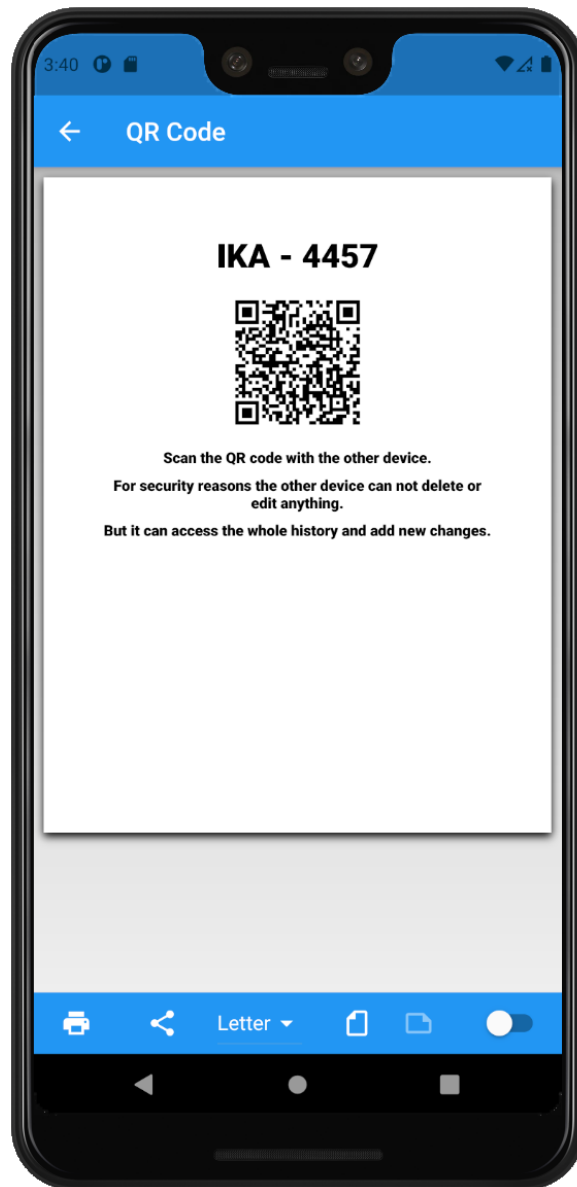 3:40
QR Code
IKA - 4457
Scan the QR code with the other device.
For security reasons the other device can not delete or
edit anything.
But it can access the whole history and add new changes.
Letter